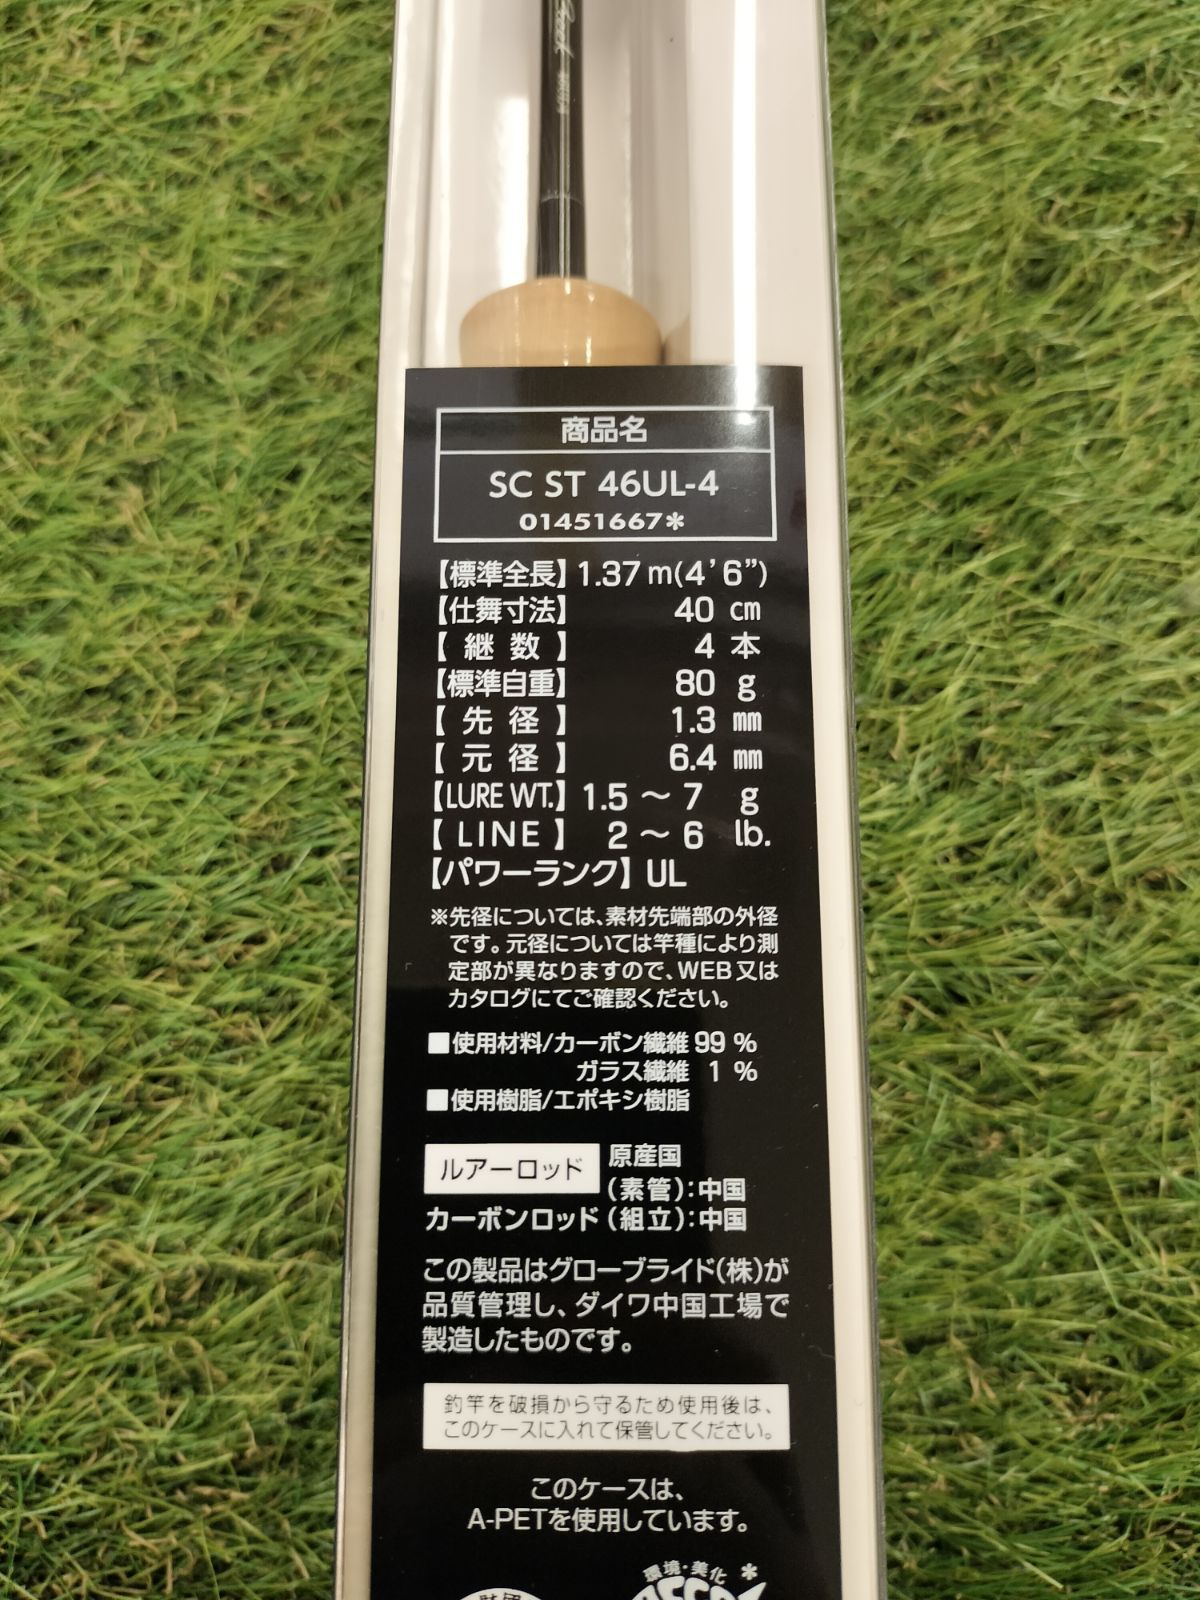 商品名
SC ST 46UL-4
01451667*
【標準全長】1.37m(4'6")
【仕舞寸法】 40 cm
【 継 数 】 4 本
【標準自重】 80 g
【 先 径 】 1.3 mm
【 元 径 】 6.4 mm
【LURE WT.】1.5 ～ 7 g
【 LINE 】 2 ～ 6 lb.
【パワーランク】UL
※先径については、素材先端部の外径
です。元径については竿種により測
定部が異なりますので、WEB又は
カタログにてご確認ください。
■使用材料/カーボン繊維 99 %
ガラス繊維 1 %
■使用樹脂/エポキシ樹脂
ルアーロッド 原産国
(素管):中国
カーボンロッド (組立):中国
この製品はグローブライド(株)が
品質管理し、ダイワ中国工場で
製造したものです。
釣竿を破損から守るため使用後は、
このケースに入れて保管してください。
このケースは、
A-PETを使用しています。
環境・美化